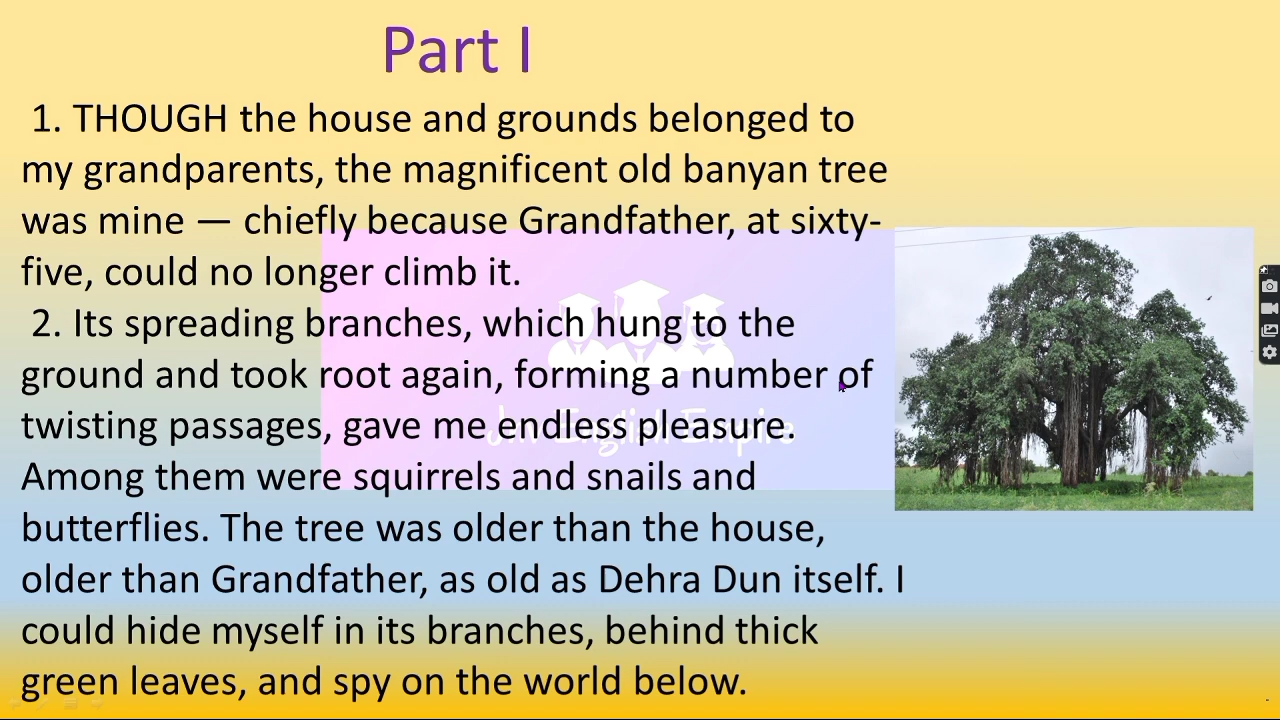 Part I
1. THOUGH the house and grounds belonged to
my grandparents, the magnificent old banyan tree
was mine — chiefly because Grandfather, at sixty-
five, could no longer climb it.
2. Its spreading branches, which hung to the
ground and took root again, forming a number of
twisting passages, gave me endless pleasure.
Among them were squirrels and snails and
butterflies. The tree was older than the house,
older than Grandfather, as old as Dehra Dun itself. I
could hide myself in its branches, behind thick
green leaves, and spy on the world below.
English Empire